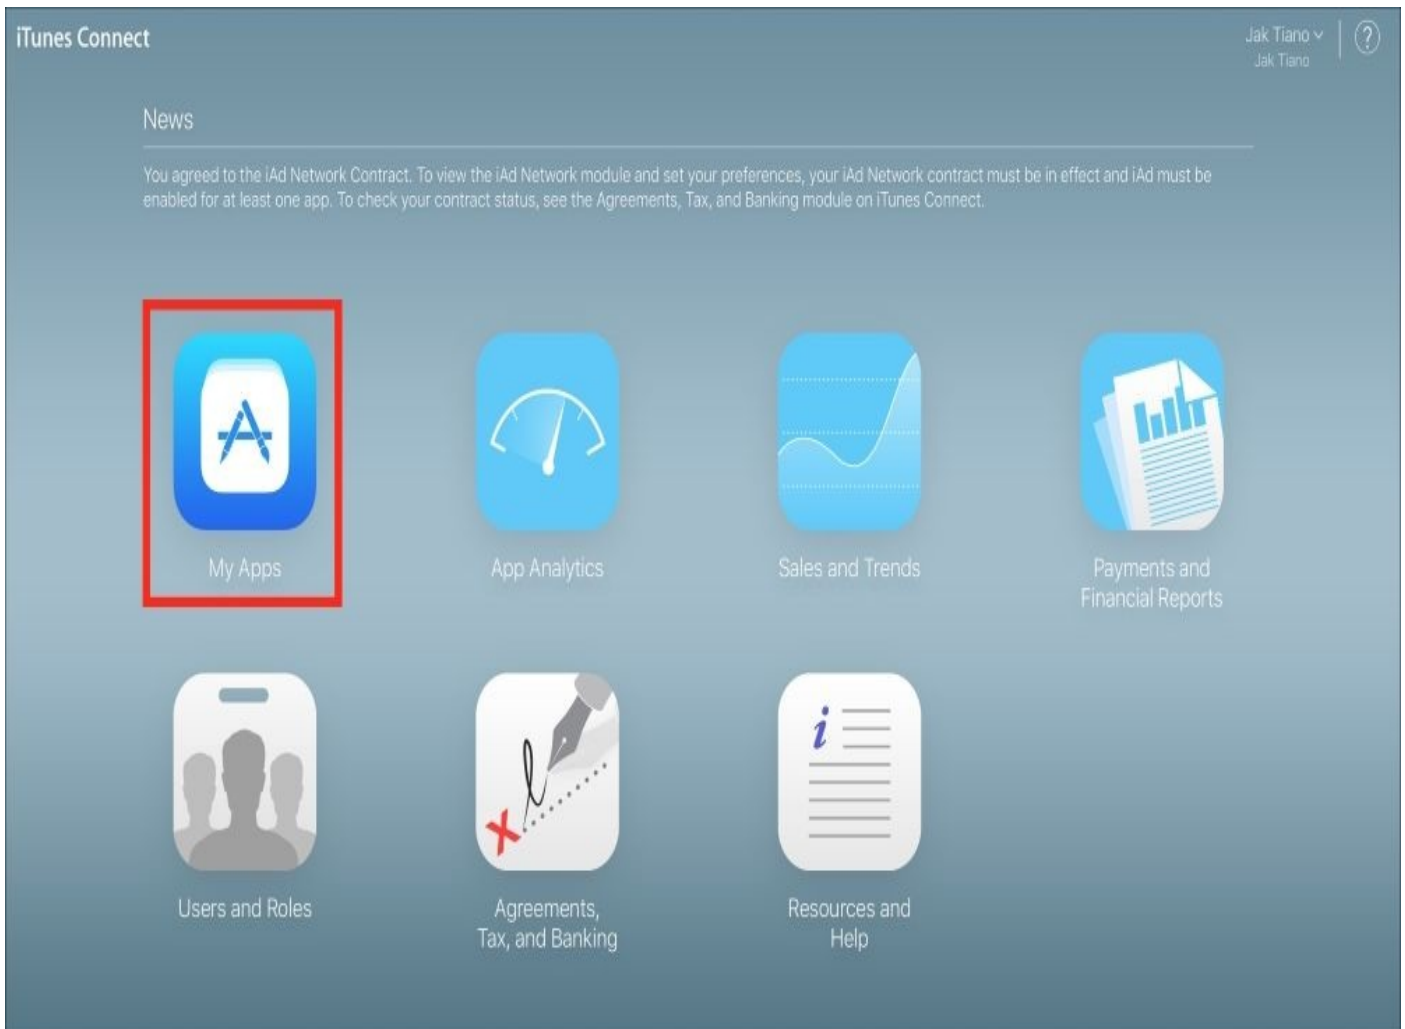 iTunes Connect
Jak Tiano
Jak Tiano
?
News
You agreed to the iAd Network Contract. To view the iAd Network module and set your preferences, your iAd Network contract must be in effect and iAd must be
enabled for at least one app. To check your contract status, see the Agreements, Tax, and Banking module on iTunes Connect.
My Apps
App Analytics
Sales and Trends
Payments and
Financial Reports
Users and Roles
Agreements,
Tax, and Banking
Resources and
Help